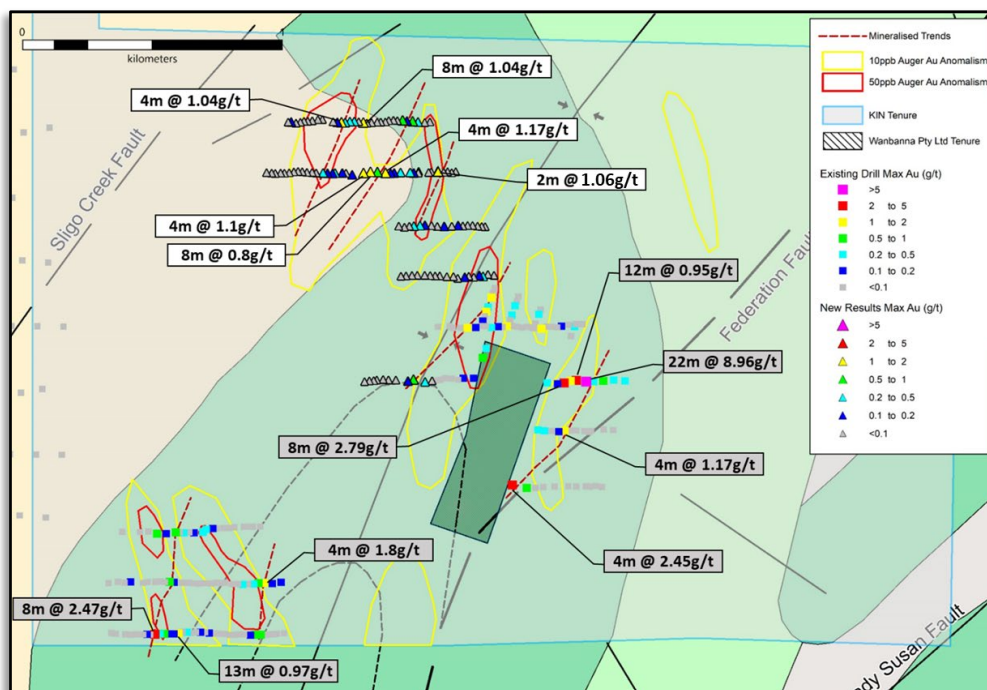 0
1
kilometers
8m @ 1.04g/t
4m @ 1.04g/t
4m @ 1.17g/t
2m @ 1.06g/t
4m @ 1.1g/t
8m @ 0.8g/t
Sligo Creek Fault
12m @ 0.95g/t
Federation Fault
22m @ 8.96g/t
8m @ 2.79g/t
4m @ 1.17g/t
4m @ 2.45g/t
4m @ 1.8g/t
8m @ 2.47g/t
13m @ 0.97g/t
dy Susan Fault
Mineralised Trends
10ppb Auger Au Anomalism
50ppb Auger Au Anomalism
KIN Tenure
Wanbanna Pty Ltd Tenure
Existing Drill Max Au (g/t)
>5
2 to 5
1 to 2
0.5 to 1
0.2 to 0.5
0.1 to 0.2
<0.1
New Results Max Au (g/t)
>5
2 to 5
1 to 2
0.5 to 1
0.2 to 0.5
0.1 to 0.2
<0.1